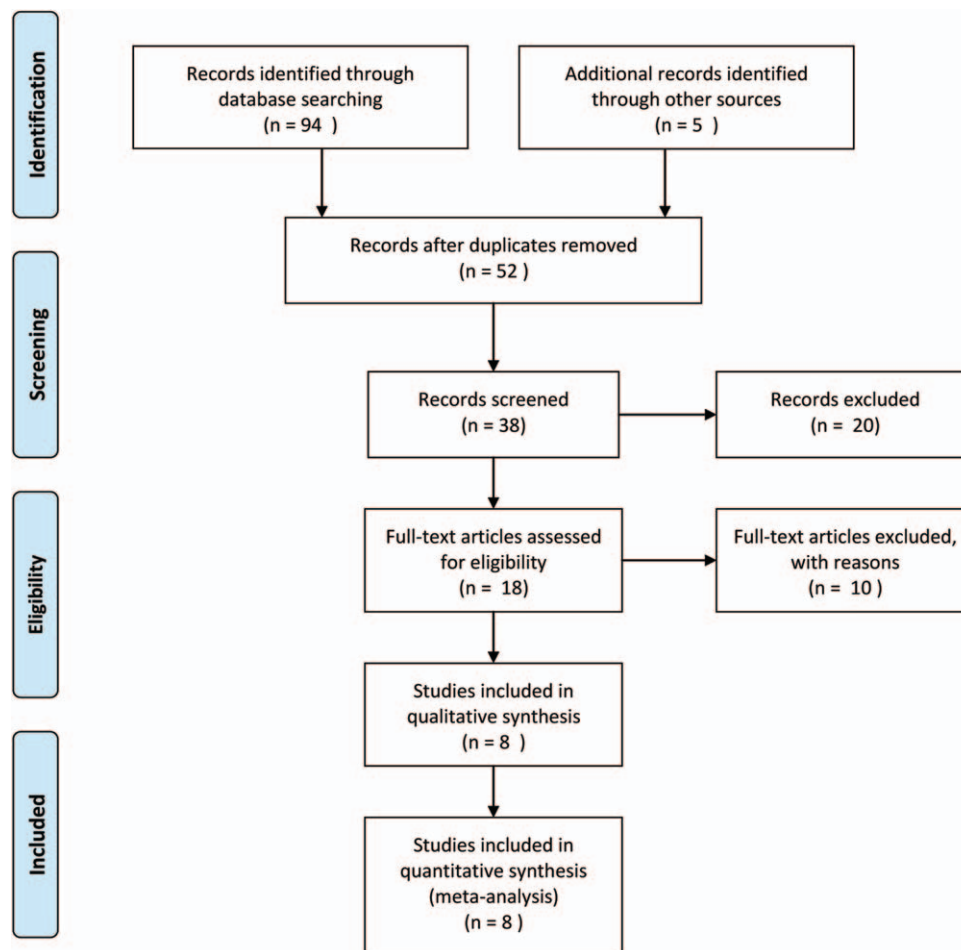 Identification
Records identified through
database searching
(n = 94 )
Additional records identified
through other sources
(n = 5 )
Records after duplicates removed
(n = 52 )
Screening
Records screened
(n = 38)
Records excluded
(n = 20)
Eligibility
Full-text articles assessed
for eligibility
(n = 18)
Full-text articles excluded,
with reasons
(n = 10 )
Studies included in
qualitative synthesis
(n = 8 )
Included
Studies included in
quantitative synthesis
(meta-analysis)
(n = 8 )